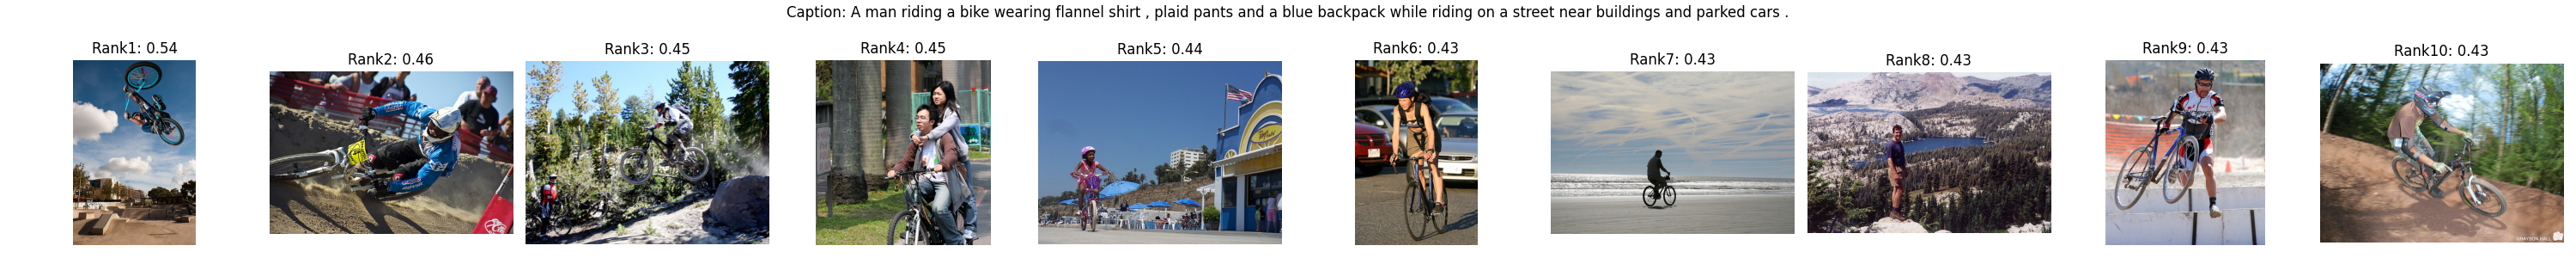 Caption: A man riding a bike wearing flannel shirt , plaid pants and a blue backpack while riding on a street near buildings and parked cars .
Rank1: 0.54
Rank2: 0.46
Rank3: 0.45
Rank4: 0.45
Rank5: 0.44
Rank6: 0.43
Rank7: 0.43
Rank8: 0.43
Rank9: 0.43
Rank10: 0.43